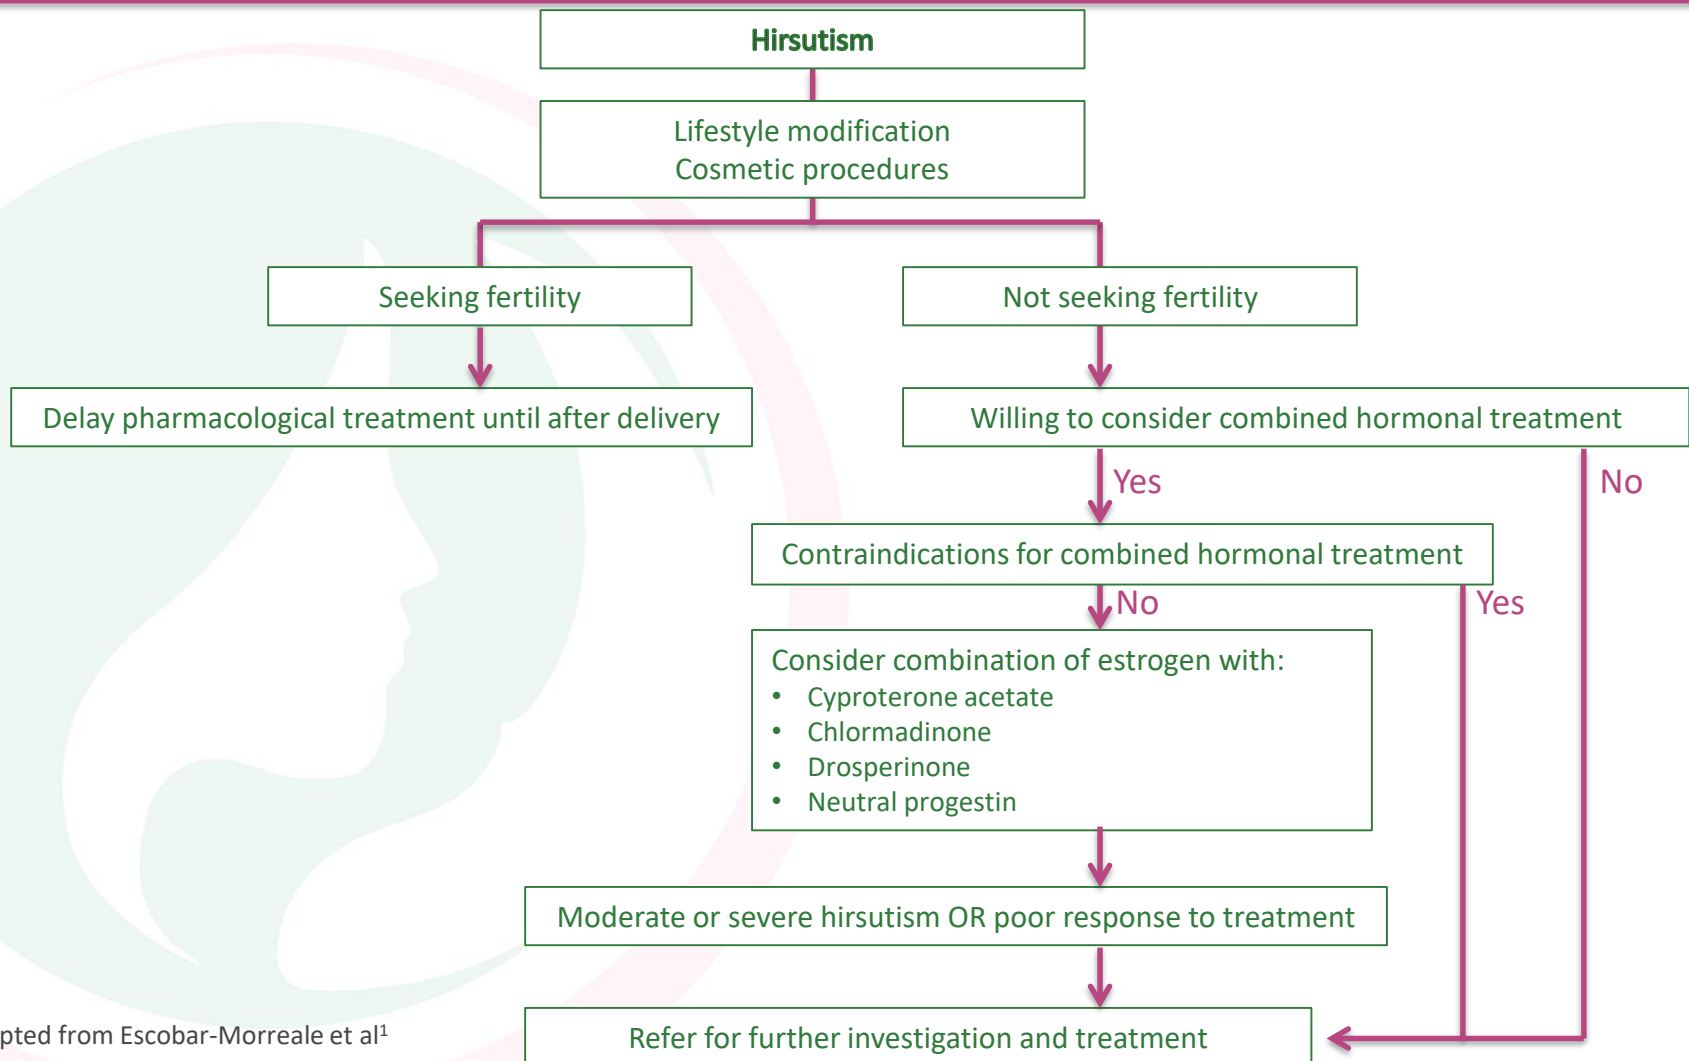 Hirsutism
Lifestyle modification
Cosmetic procedures
Seeking fertility
Not seeking fertility
Delay pharmacological treatment until after delivery
Willing to consider combined hormonal treatment
Yes
No
Contraindications for combined hormonal treatment
No
Yes
Consider combination of estrogen with:
• Cyproterone acetate
• Chlormadinone
• Drosperinone
• Neutral progestin
Moderate or severe hirsutism OR poor response to treatment
Refer for further investigation and treatment
pted from Escobar-Morreale et al¹